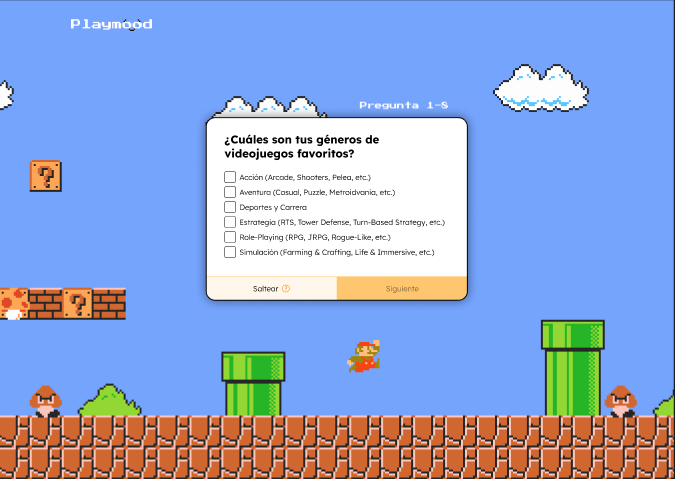 Playmood
Pregunta 1-8
¿Cuáles son tus géneros de
videojuegos favoritos?
Acción (Arcade, Shooters, Pelea, etc.)
Aventura (Casual, Puzzle, Metroidvania, etc.)
Deportes y Carrera
Estrategia (RTS, Tower Defense, Turn-Based Strategy, etc.)
Role-Playing (RPG, JRPG, Rogue-Like, etc.)
Simulación (Farming & Crafting, Life & Immersive, etc.)
Saltear ?
Siguiente
?
?